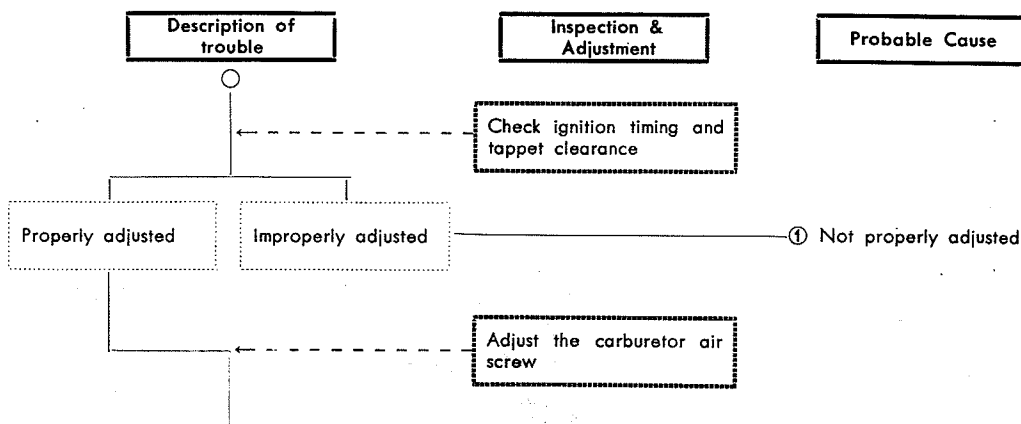 Description of
trouble
Inspection &
Adjustment
Probable Cause
Check ignition timing and
tappet clearance
Properly adjusted
Improperly adjusted
① Not properly adjusted
Adjust the carburetor air
screw